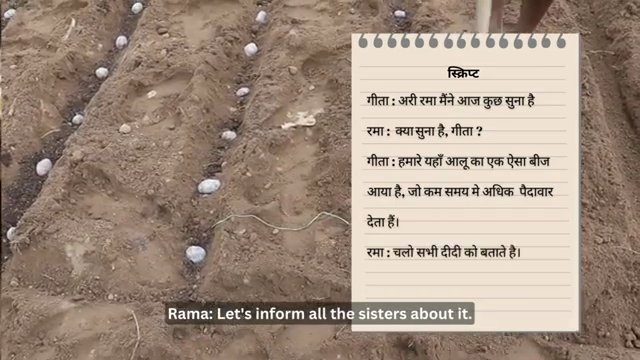 स्क्रिप्ट
गीता : अरी रमा मैंने आज कुछ सुना है
रमा : क्या सुना है, गीता ?
गीता : हमारे यहाँ आलू का एक ऐसा बीज
आया है, जो कम समय मे अधिक पैदावार
देता हैं।
रमा : चलो सभी दीदी को बताते है।
Rama: Let's inform all the sisters about it.